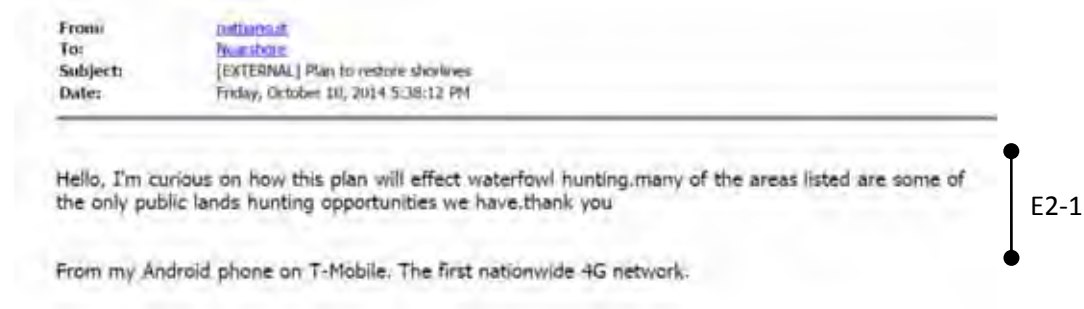 From:
To: Nearshore
Subject: [EXTERNAL] Plan to restore shorlines
Date: Friday, October 10, 2014 5:38:12 PM
Hello, I'm curious on how this plan will effect waterfowl hunting.many of the areas listed are some of
the only public lands hunting opportunities we have.thank you
E2-1
From my Android phone on T-Mobile. The first nationwide 4G network.